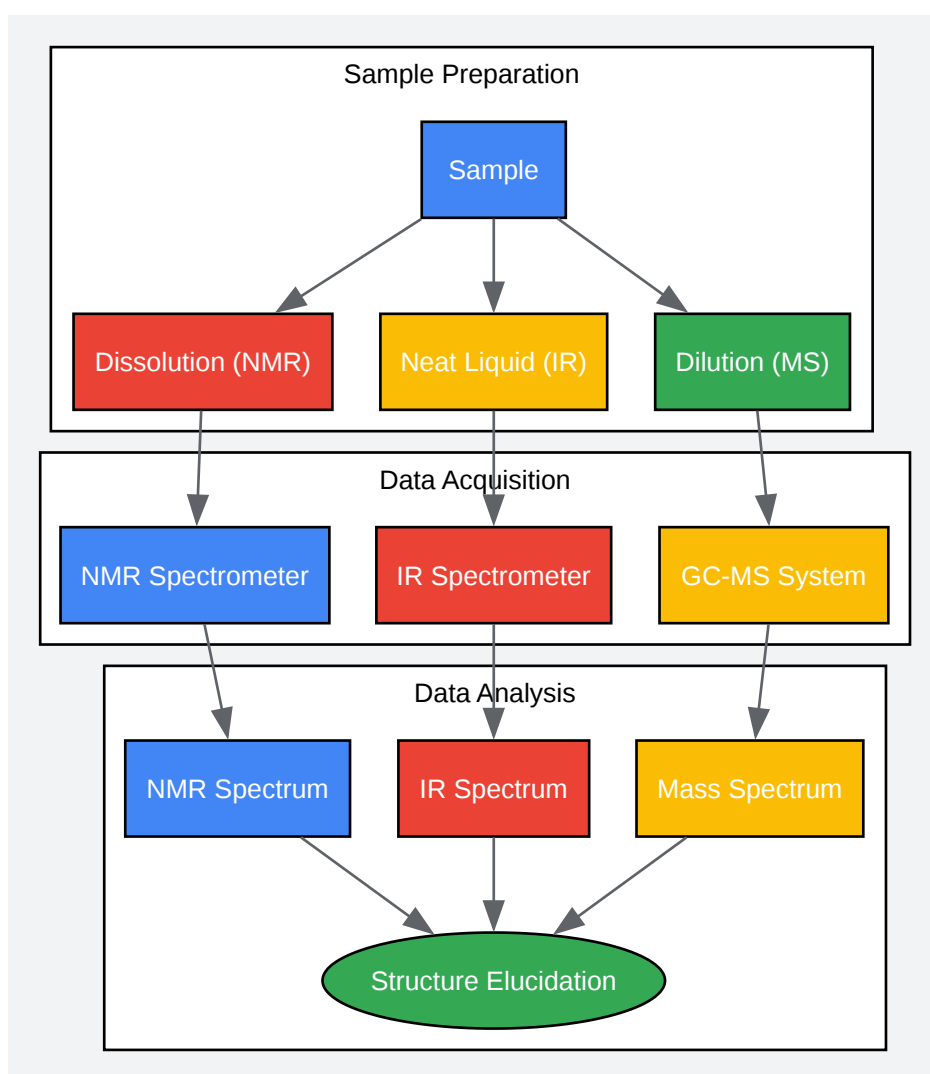 Sample Preparation
Sample
Dissolution (NMR)
Neat Liquid (IR)
Dilution (MS)
Data Acquisition
NMR Spectrometer
IR Spectrometer
GC-MS System
Data Analysis
NMR Spectrum
IR Spectrum
Mass Spectrum
Structure Elucidation